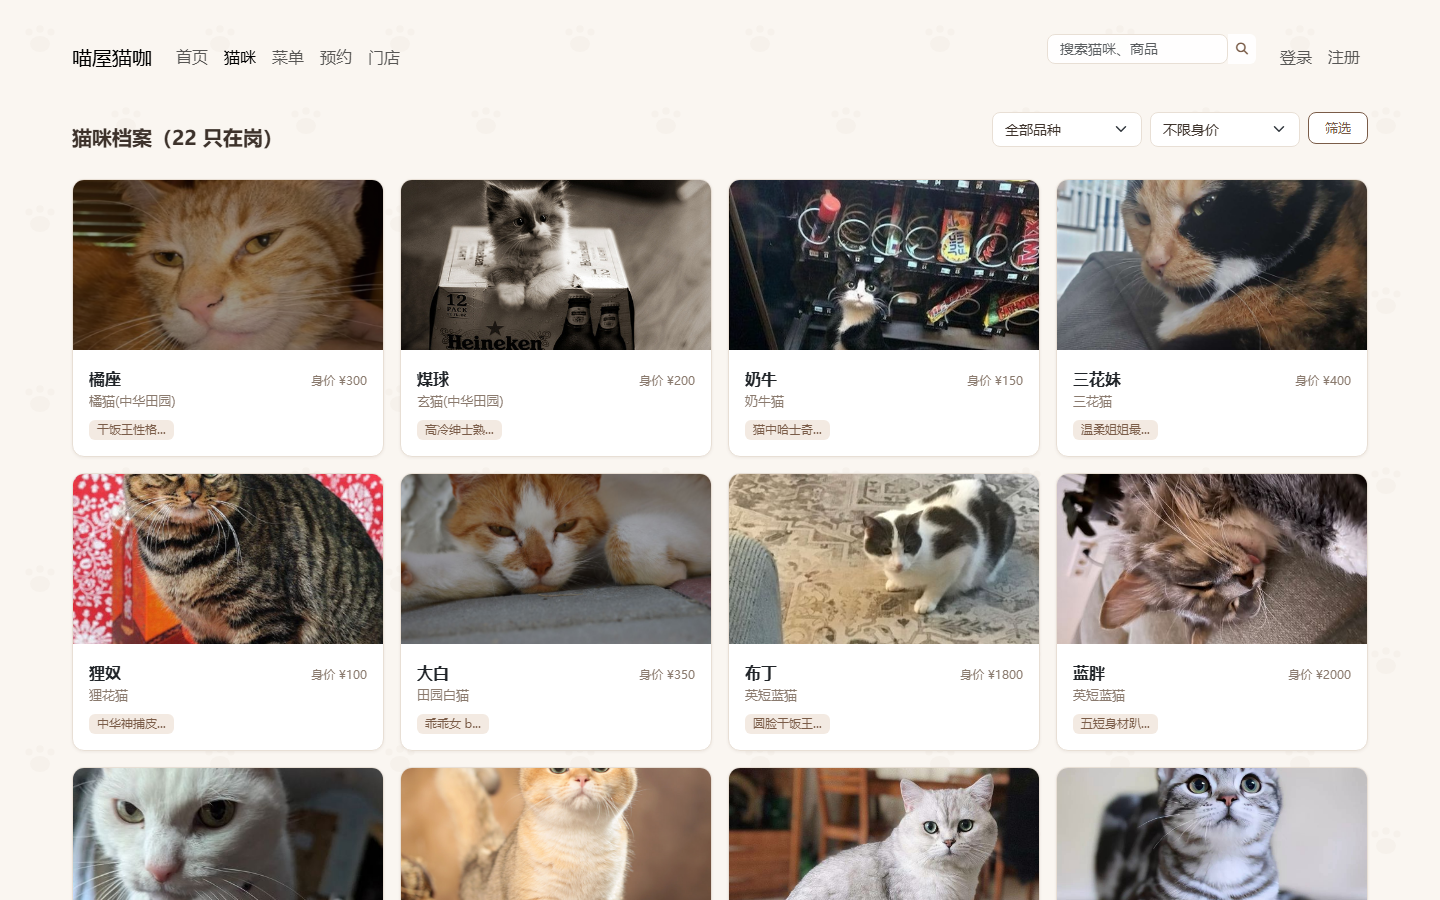 喵屋猫咖 首页 猫咪 菜单 预约 门店 搜索猫咪、商品 登录 注册
猫咪档案（22 只在岗） 全部品种 不限身价 筛选
12
PACK
Heineken
JUICY
FRUIT
橘座 身价 ¥300
橘猫(中华田园)
干饭王性格...
煤球 身价 ¥200
玄猫(中华田园)
高冷绅士熟...
奶牛 身价 ¥150
奶牛猫
猫中哈士奇...
三花妹 身价 ¥400
三花猫
温柔姐姐最...
狸奴 身价 ¥100
狸花猫
中华神捕皮...
大白 身价 ¥350
田园白猫
乖乖女 b...
布丁 身价 ¥1800
英短蓝猫
圆脸干饭王...
蓝胖 身价 ¥2000
英短蓝猫
五短身材趴...